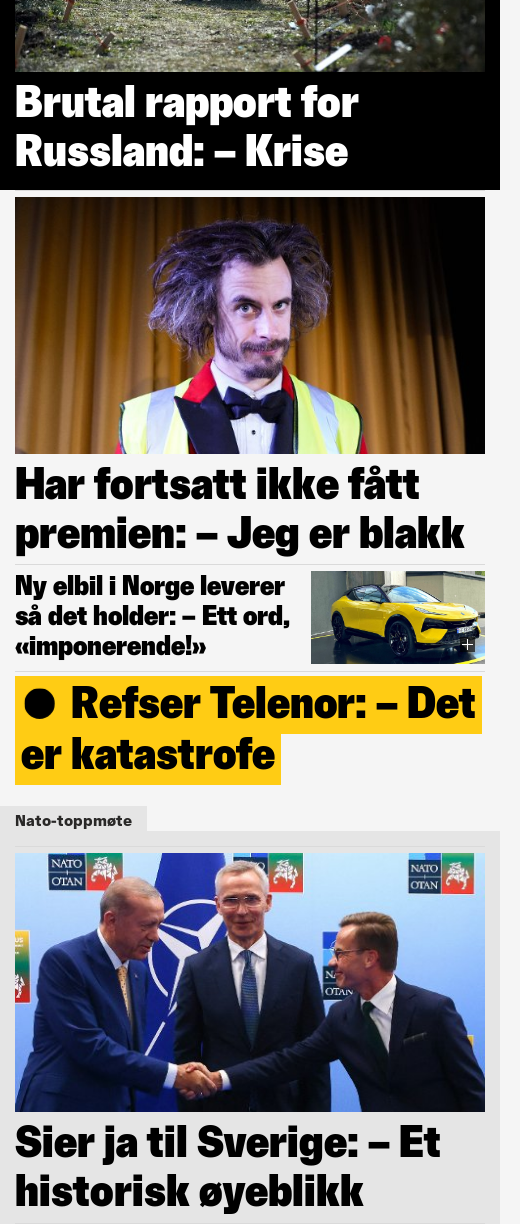 Brutal rapport for
Russland: – Krise
Har fortsatt ikke fått
premien: – Jeg er blakk
Ny elbil i Norge leverer
så det holder: – Ett ord,
«imponerende!»
● Refser Telenor: – Det
er katastrofe
Nato-toppmøte
NATO
OTAN
NATO
OTAN
NATO
OTAN
Sier ja til Sverige: – Et
historisk øyeblikk